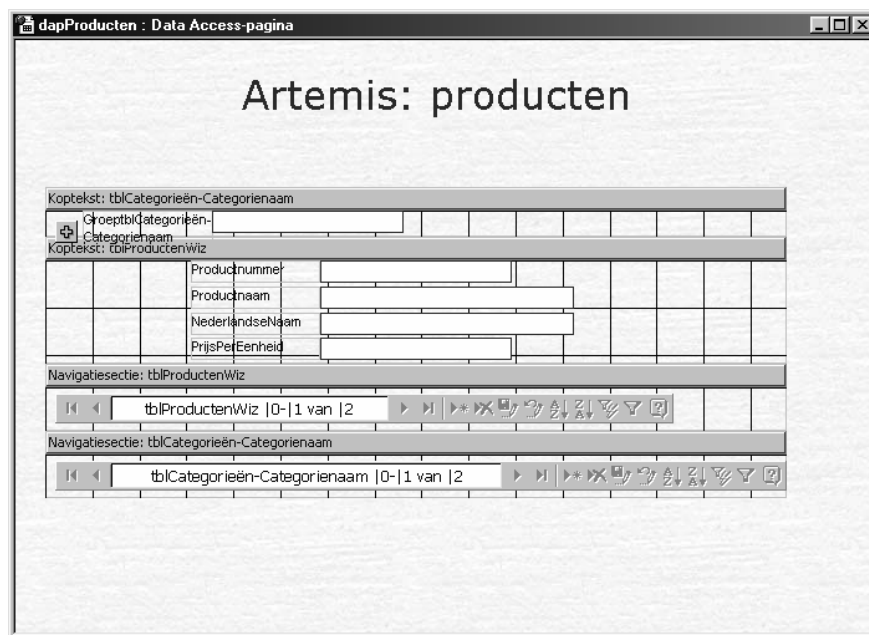 dapProducten : Data Access-pagina
Artemis: producten
Koptekst: tblCategorieën-Categorienaam
GroeptblCategorieën-
Categorienaam
Koptekst: tblProductenWiz
Productnummer
Productnaam
NederlandseNaam
PrijsPerEenheid
Navigatiesectie: tblProductenWiz
tblProductenWiz |0-|1 van |2
Navigatiesectie: tblCategorieën-Categorienaam
tblCategorieën-Categorienaam |0-|1 van |2